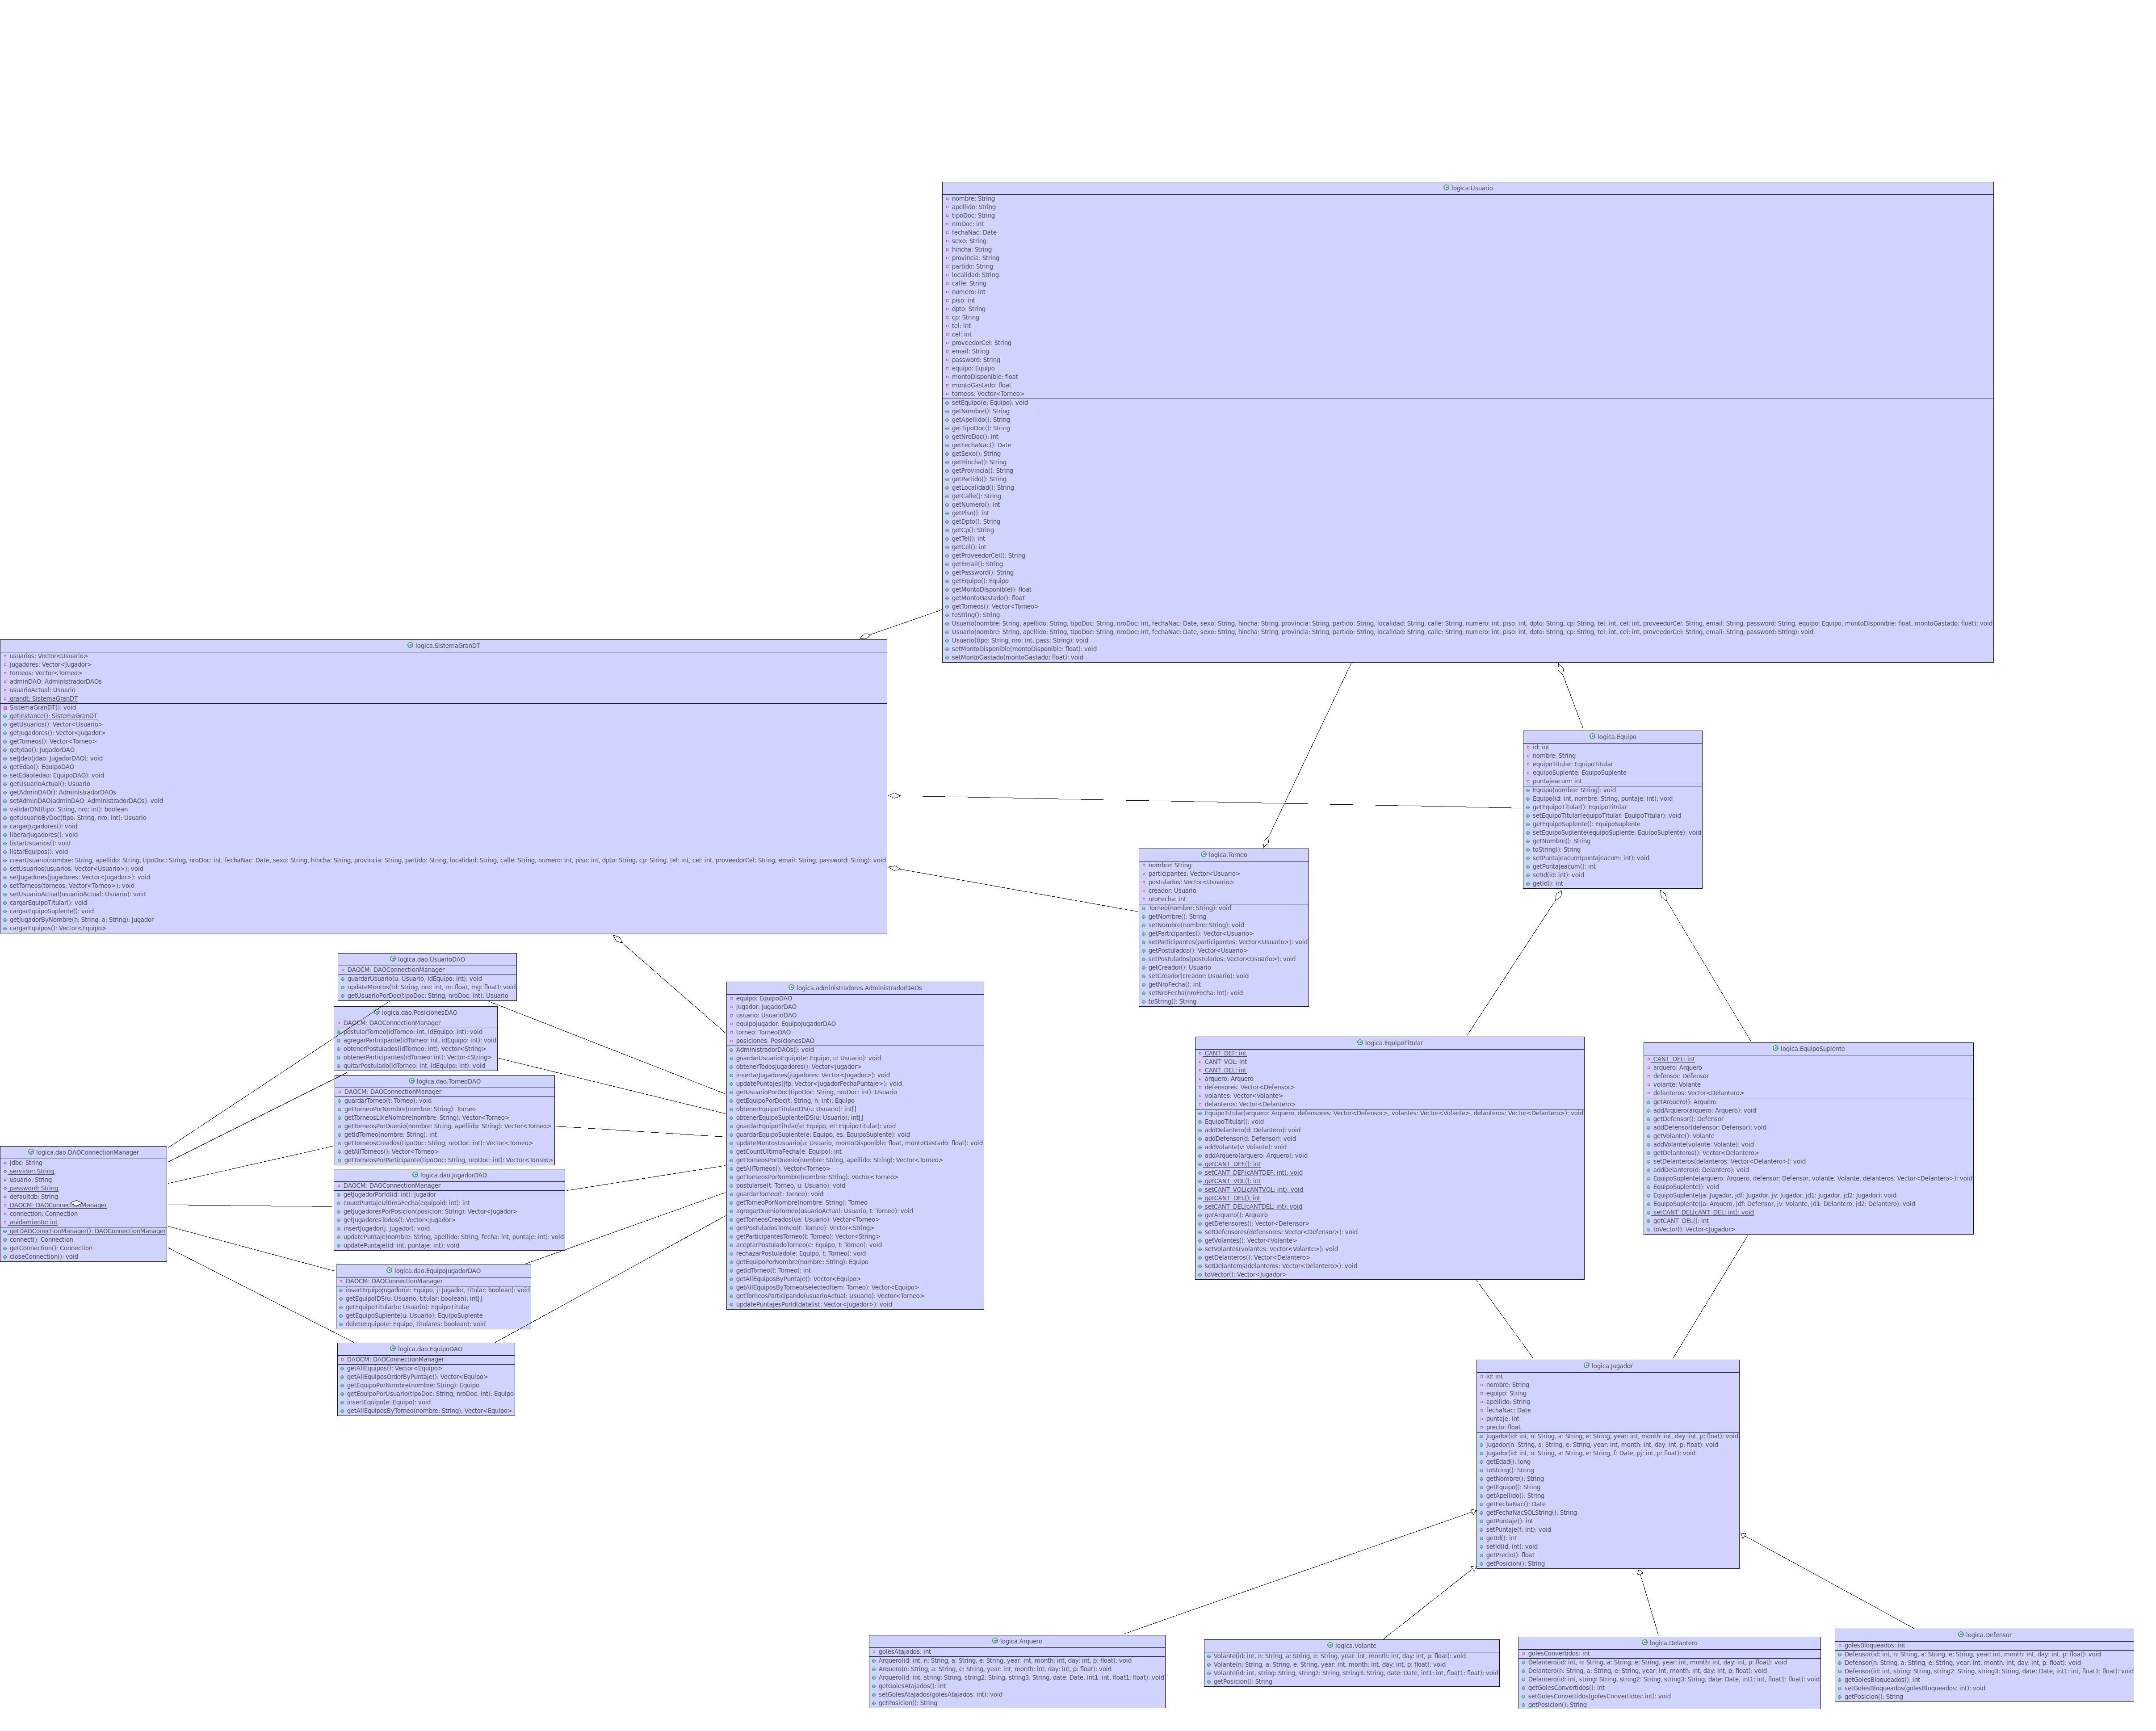 logica.Usuario
nombre: String
apellido: String
tipoDoc: String
nroDoc: int
fechaNac: Date
sexo: String
hincha: String
provincia: String
partido: String
localidad: String
calle: String
numero: int
piso: int
dpto: String
cp: String
tel: int
cel: int
proveedorCel: String
email: String
password: String
equipo: Equipo
montoDisponible: float
montoGastado: float
torneos: Vector<Torneo>
setEquipo(e: Equipo): void
getNombre(): String
getApellido(): String
getTipoDoc(): String
getNroDoc(): int
getFechaNac(): Date
getSexo(): String
getHincha(): String
getProvincia(): String
getPartido(): String
getLocalidad(): String
getCalle(): String
getNumero(): int
getPiso(): int
getDpto(): String
getCp(): String
getTel(): int
getCel(): int
getProveedorCel(): String
getEmail(): String
getPassword(): String
getEquipo(): Equipo
getMontoDisponible(): float
getMontoGastado(): float
getTorneos(): Vector<Torneo>
toString(): String
Usuario(nombre: String, apellido: String, tipoDoc: String, nroDoc: int, fechaNac: Date, sexo: String, hincha: String, provincia: String, partido: String, localidad: String, calle: String, numero: int, piso: int, dpto: String, cp: String, tel: int, cel: int, proveedorCel: String, email: String, password: String, equipo: Equipo, montoDisponible: float, montoGastado: float): void
Usuario(nombre: String, apellido: String, tipoDoc: String, nroDoc: int, fechaNac: Date, sexo: String, hincha: String, provincia: String, partido: String, localidad: String, calle: String, numero: int, piso: int, dpto: String, cp: String, tel: int, cel: int, proveedorCel: String, email: String, password: String): void
Usuario(tipo: String, nro: int, pass: String): void
setMontoDisponible(montoDisponible: float): void
setMontoGastado(montoGastado: float): void
logica.SistemaGranDT
usuarios: Vector<Usuario>
jugadores: Vector<Jugador>
torneos: Vector<Torneo>
adminDAO: AdministradorDAOs
usuarioActual: Usuario
grandt: SistemaGranDT
SistemaGranDT(): void
getInstance(): SistemaGranDT
getUsuarios(): Vector<Usuario>
getJugadores(): Vector<Jugador>
getTorneos(): Vector<Torneo>
getJdao(): JugadorDAO
setJdao(jdao: JugadorDAO): void
getEdao(): EquipoDAO
setEdao(edao: EquipoDAO): void
getUsuarioActual(): Usuario
getAdminDAO(): AdministradorDAOs
setAdminDAO(adminDAO: AdministradorDAOs): void
validarDNI(tipo: String, nro: int): boolean
getUsuarioByDoc(tipo: String, nro: int): Usuario
cargarJugadores(): void
liberarJugadores(): void
listarUsuarios(): void
listarEquipos(): void
crearUsuario(nombre: String, apellido: String, tipoDoc: String, nroDoc: int, fechaNac: Date, sexo: String, hincha: String, provincia: String, partido: String, localidad: String, calle: String, numero: int, piso: int, dpto: String, cp: String, tel: int, cel: int, proveedorCel: String, email: String, password: String): void
setUsuarios(usuarios: Vector<Usuario>): void
setJugadores(jugadores: Vector<Jugador>): void
setTorneos(torneos: Vector<Torneo>): void
setUsuarioActual(usuarioActual: Usuario): void
cargarEquipoTitular(): void
cargarEquipoSuplente(): void
getJugadorByNombre(n: String, a: String): Jugador
cargarEquipos(): Vector<Equipo>
logica.Equipo
id: int
nombre: String
equipoTitular: EquipoTitular
equipoSuplente: EquipoSuplente
puntajeacum: int
Equipo(nombre: String): void
Equipo(id: int, nombre: String, puntaje: int): void
getEquipoTitular(): EquipoTitular
setEquipoTitular(equipoTitular: EquipoTitular): void
getEquipoSuplente(): EquipoSuplente
setEquipoSuplente(equipoSuplente: EquipoSuplente): void
getNombre(): String
toString(): String
setPuntajeacum(puntajeacum: int): void
getPuntajeacum(): int
setId(id: int): void
getId(): int
logica.Torneo
nombre: String
participantes: Vector<Usuario>
postulados: Vector<Usuario>
creador: Usuario
nroFecha: int
Torneo(nombre: String): void
getNombre(): String
setNombre(nombre: String): void
getParticipantes(): Vector<Usuario>
setParticipantes(participantes: Vector<Usuario>): void
getPostulados(): Vector<Usuario>
setPostulados(postulados: Vector<Usuario>): void
getCreador(): Usuario
setCreador(creador: Usuario): void
getNroFecha(): int
setNroFecha(nroFecha: int): void
toString(): String
logica.dao.UsuarioDAO
DAOCM: DAOConnectionManager
guardarUsuario(u: Usuario, idEquipo: int): void
updateMontos(td: String, nro: int, m: float, mg: float): void
getUsuarioPorDoc(tipoDoc: String, nroDoc: int): Usuario
logica.dao.PosicionesDAO
DAOCM: DAOConnectionManager
postularTorneo(idTorneo: int, idEquipo: int): void
agregarParticipante(idTorneo: int, idEquipo: int): void
obtenerPostulados(idTorneo: int): Vector<String>
obtenerParticipantes(idTorneo: int): Vector<String>
quitarPostulado(idTorneo: int, idEquipo: int): void
logica.dao.TorneoDAO
DAOCM: DAOConnectionManager
guardarTorneo(t: Torneo): void
getTorneoPorNombre(nombre: String): Torneo
getTorneosLikeNombre(nombre: String): Vector<Torneo>
getTorneosPorDuenio(nombre: String, apellido: String): Vector<Torneo>
getIdTorneo(nombre: String): int
getTorneosCreados(tipoDoc: String, nroDoc: int): Vector<Torneo>
getAllTorneos(): Vector<Torneo>
getTorneosPorParticipante(tipoDoc: String, nroDoc: int): Vector<Torneo>
logica.dao.JugadorDAO
DAOCM: DAOConnectionManager
getJugadorPorId(id: int): Jugador
countPuntajeUltimaFecha(equipoid: int): int
getJugadoresPorPosicion(posicion: String): Vector<Jugador>
getJugadoresTodos(): Vector<Jugador>
insertJugador(j: Jugador): void
updatePuntaje(nombre: String, apellido: String, fecha: int, puntaje: int): void
updatePuntaje(id: int, puntaje: int): void
logica.dao.EquipoJugadorDAO
DAOCM: DAOConnectionManager
insertEquipoJugador(e: Equipo, j: Jugador, titular: boolean): void
getEquipoIDS(u: Usuario, titular: boolean): int[]
getEquipoTitular(u: Usuario): EquipoTitular
getEquipoSuplente(u: Usuario): EquipoSuplente
deleteEquipo(e: Equipo, titulares: boolean): void
logica.dao.EquipoDAO
DAOCM: DAOConnectionManager
getAllEquipos(): Vector<Equipo>
getAllEquiposOrderByPuntaje(): Vector<Equipo>
getEquipoPorNombre(nombre: String): Equipo
getEquipoPorUsuario(tipoDoc: String, nroDoc: int): Equipo
insertEquipo(e: Equipo): void
getAllEquiposByTorneo(nombre: String): Vector<Equipo>
logica.dao.DAOConnectionManager
jdbc: String
servidor: String
usuario: String
password: String
defaultdb: String
DAOCM: DAOConnectionManager
connection: Connection
anidamiento: int
getDAOConectionManager(): DAOConnectionManager
connect(): Connection
getConnection(): Connection
closeConnection(): void
logica.administradores.AdministradorDAOs
equipo: EquipoDAO
jugador: JugadorDAO
usuario: UsuarioDAO
equipoJugador: EquipoJugadorDAO
torneo: TorneoDAO
posiciones: PosicionesDAO
AdministradorDAOs(): void
guardarUsuarioEquipo(e: Equipo, u: Usuario): void
obtenerTodosJugadores(): Vector<Jugador>
insertarJugadores(jugadores: Vector<Jugador>): void
updatePuntajes(jfp: Vector<JugadorFechaPuntaje>): void
getUsuarioPorDoc(tipoDoc: String, nroDoc: int): Usuario
getEquipoPorDoc(t: String, n: int): Equipo
obtenerEquipoTitularIDS(u: Usuario): int[]
obtenerEquipoSuplenteIDS(u: Usuario): int[]
guardarEquipoTitular(e: Equipo, et: EquipoTitular): void
guardarEquipoSuplente(e: Equipo, es: EquipoSuplente): void
updateMontosUsuario(u: Usuario, montoDisponible: float, montoGastado: float): void
getCountUltimaFecha(e: Equipo): int
getTorneosPorDuenio(nombre: String, apellido: String): Vector<Torneo>
getAllTorneos(): Vector<Torneo>
getTorneosPorNombre(nombre: String): Vector<Torneo>
postularse(t: Torneo, u: Usuario): void
guardarTorneo(t: Torneo): void
getTorneoPorNombre(nombre: String): Torneo
agregarDuenioTorneo(usuarioActual: Usuario, t: Torneo): void
getTorneosCreados(ua: Usuario): Vector<Torneo>
getPostuladosTorneo(t: Torneo): Vector<String>
getParticipantesTorneo(t: Torneo): Vector<String>
aceptarPostuladoTorneo(e: Equipo, t: Torneo): void
rechazarPostulado(e: Equipo, t: Torneo): void
getEquipoPorNombre(nombre: String): Equipo
getidTorneo(t: Torneo): int
getAllEquiposByPuntaje(): Vector<Equipo>
getAllEquiposByTorneo(selectedItem: Torneo): Vector<Equipo>
getTorneosParticipando(usuarioActual: Usuario): Vector<Torneo>
updatePuntajesPorId(datalist: Vector<Jugador>): void
logica.EquipoTitular
CANT_DEF: int
CANT_VOL: int
CANT_DEL: int
arquero: Arquero
defensores: Vector<Defensor>
volantes: Vector<Volante>
delanteros: Vector<Delantero>
EquipoTitular(arquero: Arquero, defensores: Vector<Defensor>, volantes: Vector<Volante>, delanteros: Vector<Delantero>): void
EquipoTitular(): void
addDelantero(d: Delantero): void
addDefensor(d: Defensor): void
addVolante(v: Volante): void
addArquero(arquero: Arquero): void
getCANT_DEF(): int
setCANT_DEF(cANTDEF: int): void
getCANT_VOL(): int
setCANT_VOL(cANTVOL: int): void
getCANT_DEL(): int
setCANT_DEL(cANTDEL: int): void
getArquero(): Arquero
getDefensores(): Vector<Defensor>
setDefensores(defensores: Vector<Defensor>): void
getVolantes(): Vector<Volante>
setVolantes(volantes: Vector<Volante>): void
getDelanteros(): Vector<Delantero>
setDelanteros(delanteros: Vector<Delantero>): void
toVector(): Vector<Jugador>
logica.EquipoSuplente
CANT_DEL: int
arquero: Arquero
defensor: Defensor
volante: Volante
delanteros: Vector<Delantero>
getArquero(): Arquero
addArquero(arquero: Arquero): void
getDefensor(): Defensor
addDefensor(defensor: Defensor): void
getVolante(): Volante
addVolante(volante: Volante): void
getDelanteros(): Vector<Delantero>
setDelanteros(delanteros: Vector<Delantero>): void
addDelantero(d: Delantero): void
EquipoSuplente(arquero: Arquero, defensor: Defensor, volante: Volante, delanteros: Vector<Delantero>): void
EquipoSuplente(): void
EquipoSuplente(ja: Jugador, jdf: Jugador, jv: Jugador, jd1: Jugador, jd2: Jugador): void
EquipoSuplente(ja: Arquero, jdf: Defensor, jv: Volante, jd1: Delantero, jd2: Delantero): void
setCANT_DEL(cANT_DEL: int): void
getCANT_DEL(): int
toVector(): Vector<Jugador>
logica.Jugador
id: int
nombre: String
equipo: String
apellido: String
fechaNac: Date
puntaje: int
precio: float
Jugador(id: int, n: String, a: String, e: String, year: int, month: int, day: int, p: float): void
Jugador(n: String, a: String, e: String, year: int, month: int, day: int, p: float): void
Jugador(id: int, n: String, a: String, e: String, f: Date, pj: int, p: float): void
getEdad(): long
toString(): String
getNombre(): String
getEquipo(): String
getApellido(): String
getFechaNac(): Date
getFechaNacSQLString(): String
getPuntaje(): int
setPuntaje(f: int): void
getId(): int
setId(id: int): void
getPrecio(): float
getPosicion(): String
logica.Arquero
golesAtajados: int
Arquero(id: int, n: String, a: String, e: String, year: int, month: int, day: int, p: float): void
Arquero(n: String, a: String, e: String, year: int, month: int, day: int, p: float): void
Arquero(id: int, string: String, string2: String, string3: String, date: Date, int1: int, float1: float): void
getGolesAtajados(): int
setGolesAtajados(golesAtajados: int): void
getPosicion(): String
logica.Volante
Volante(id: int, n: String, a: String, e: String, year: int, month: int, day: int, p: float): void
Volante(n: String, a: String, e: String, year: int, month: int, day: int, p: float): void
Volante(id: int, string: String, string2: String, string3: String, date: Date, int1: int, float1: float): void
getPosicion(): String
logica.Delantero
golesConvertidos: int
Delantero(id: int, n: String, a: String, e: String, year: int, month: int, day: int, p: float): void
Delantero(n: String, a: String, e: String, year: int, month: int, day: int, p: float): void
Delantero(id: int, string: String, string2: String, string3: String, date: Date, int1: int, float1: float): void
getGolesConvertidos(): int
setGolesConvertidos(golesConvertidos: int): void
getPosicion(): String
logica.Defensor
golesBloqueados: int
Defensor(id: int, n: String, a: String, e: String, year: int, month: int, day: int, p: float): void
Defensor(n: String, a: String, e: String, year: int, month: int, day: int, p: float): void
Defensor(id: int, string: String, string2: String, string3: String, date: Date, int1: int, float1: float): void
getGolesBloqueados(): int
setGolesBloqueados(golesBloqueados: int): void
getPosicion(): String